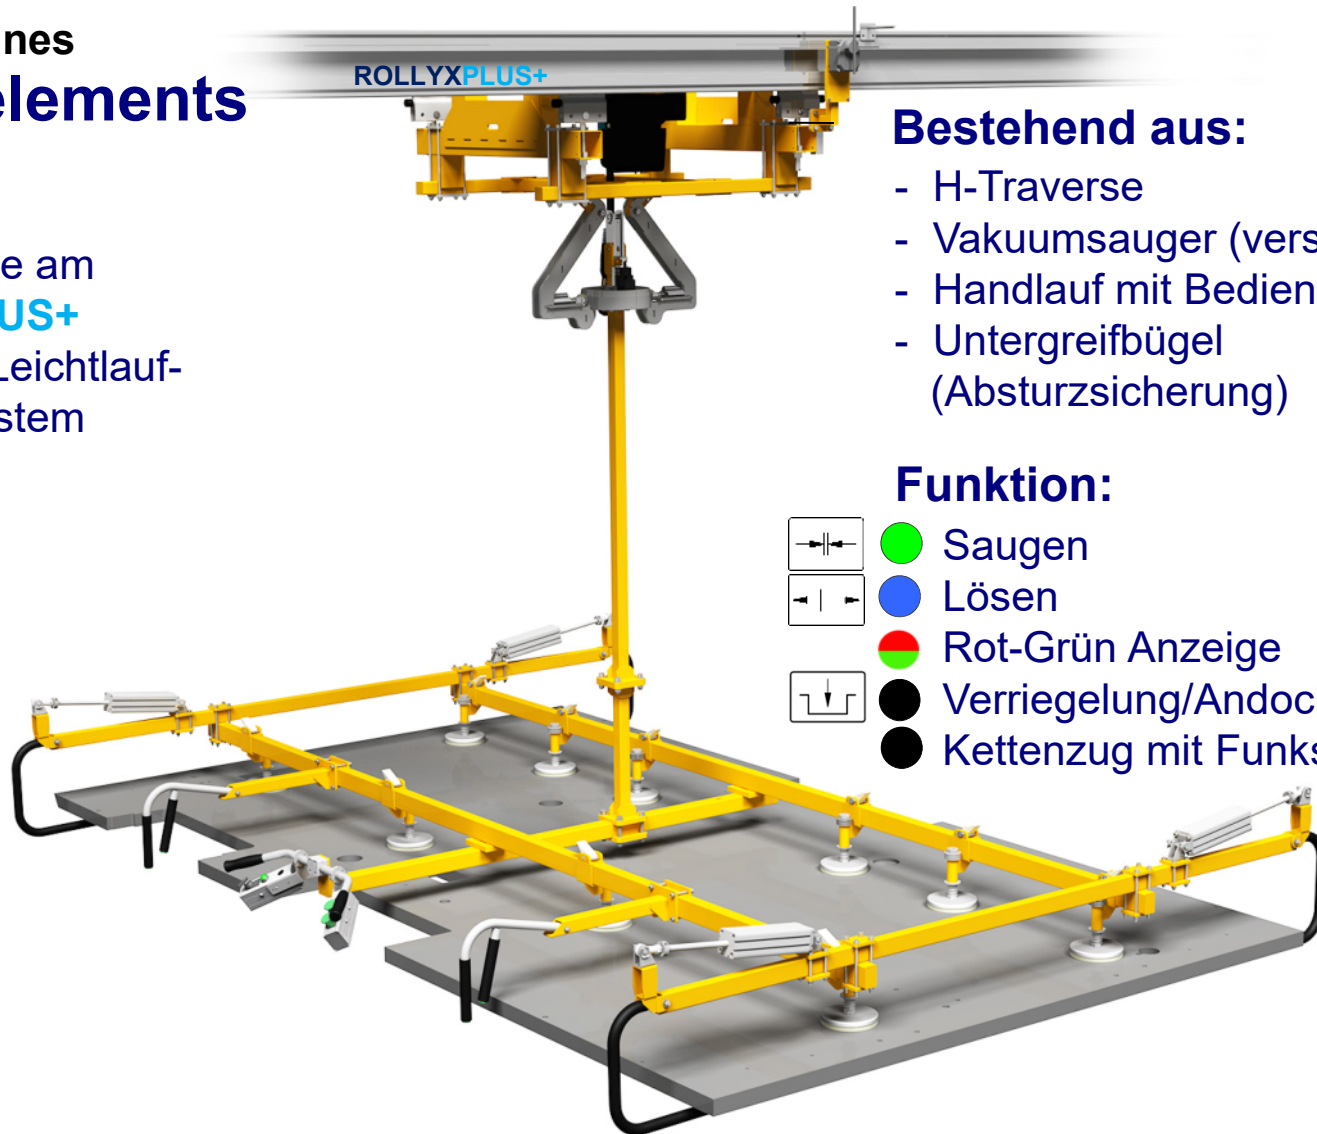 nes
elements
e am
US+
Leichtlauf-
stem
ROLLYXPLUS+
Bestehend aus:
- H-Traverse
- Vakuumsauger (vers
- Handlauf mit Bedien
- Untergreifbügel
(Absturzsicherung)
Funktion:
Saugen
Lösen
Rot-Grün Anzeige
Verriegelung/Andoc
Kettenzug mit Funks